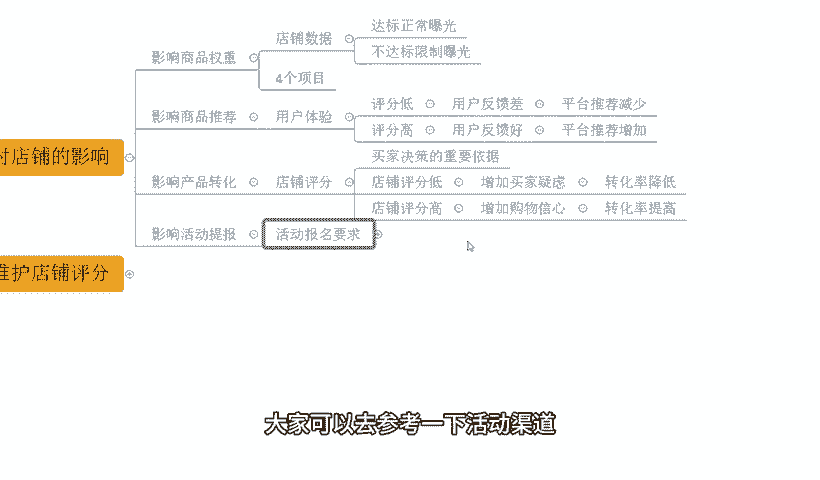 达标正常曝光
店铺数据
不达标限制曝光
影响商品权重
4个项目
评分低 用户反馈差 平台推荐减少
影响商品推荐 用户体验
评分高 用户反馈好 平台推荐增加
对店铺的影响
买家决策的重要依据
影响产品转化 店铺评分 店铺评分低 增加买家疑虑 转化率降低
店铺评分高 增加购物信心 转化率提高
影响活动提报 活动报名要求
维护店铺评分
大家可以去参考一下活动渠道